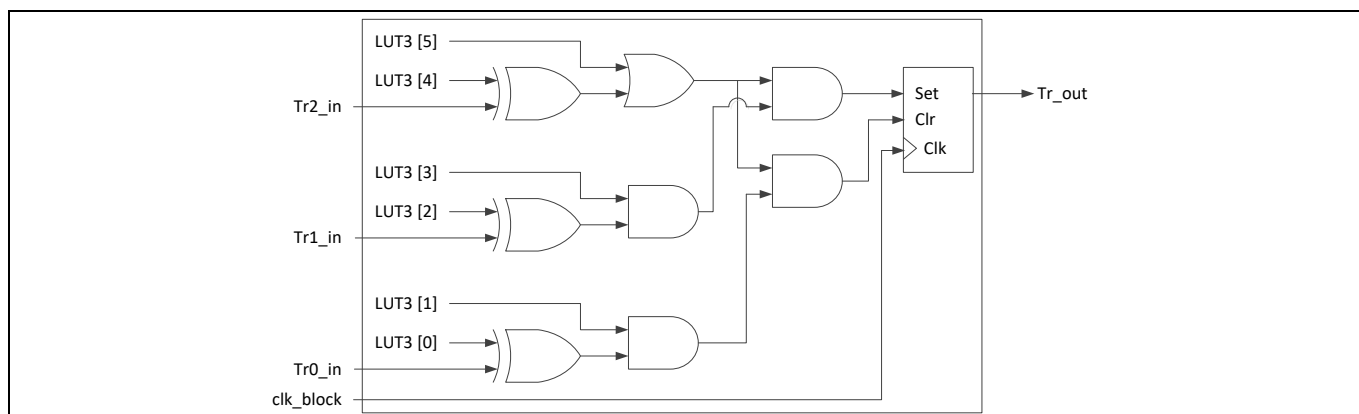 LUT3 [5]
LUT3 [4]
Tr2_in
LUT3 [3]
LUT3 [2]
Tr1_in
LUT3 [1]
LUT3 [0]
Tr0_in
clk_block
Set
Clr
Clk
Tr_out